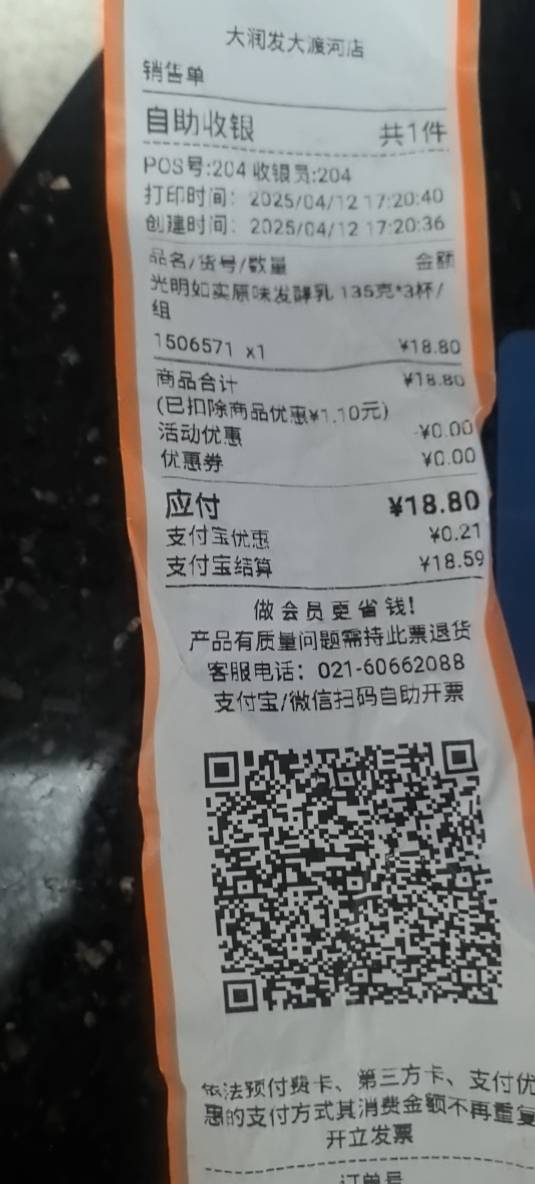 大润发大渡河店
销售单
自助收银 共1件
POS号:204 收银员:204
打印时间： 2025/04/12 17:20:40
创建时间： 2025/04/12 17:20:36
品名/货号/数量 金额
光明如实原味发酵乳 135克*3杯/
组
1506571 x1 ¥18.80
商品合计 ¥18.80
(已扣除商品优惠¥1.10元)
活动优惠 -¥0.00
优惠券 ¥0.00
应付 ¥18.80
支付宝优惠 ¥0.21
支付宝结算 ¥18.59
做会员更省钱!
产品有质量问题需持此票退货
客服电话：021-60662088
支付宝/微信扫码自助开票
依法预付费卡、第三方卡、支付优
惠的支付方式其消费金额不再重复
开立发票
订单号